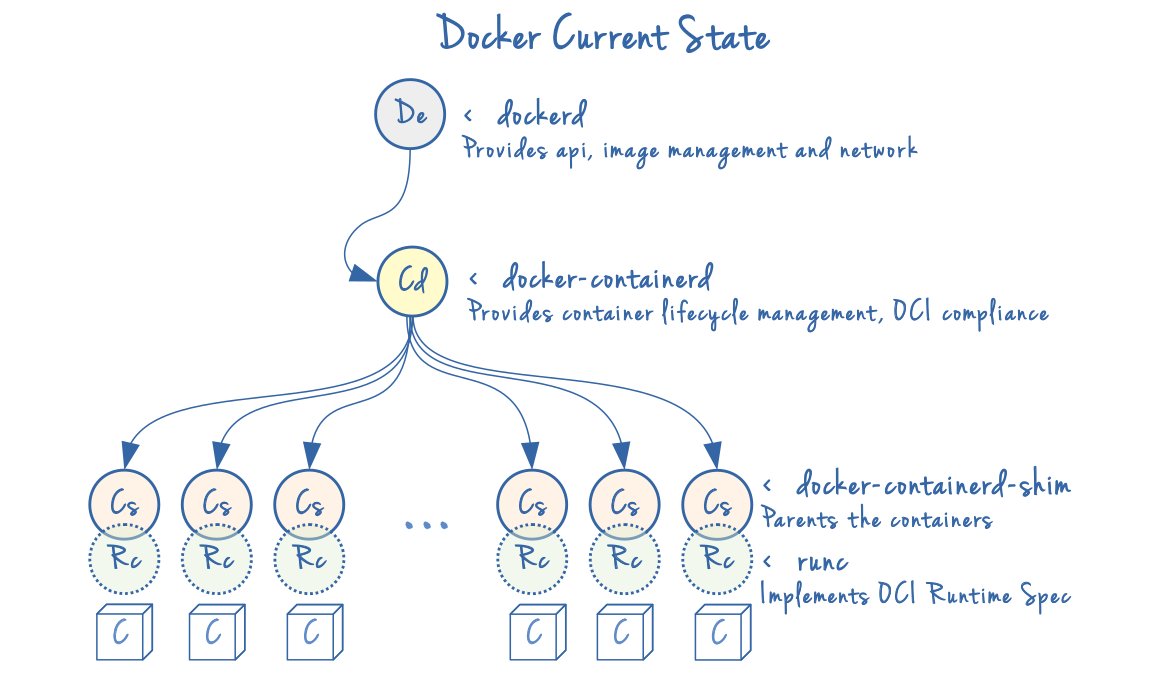 Docker Current State
De < dockerd
Provides api, image management and network
Cd < docker-containerd
Provides container lifecycle management, OCI compliance
Cs Cs Cs ... Cs Cs Cs < docker-containerd-shim
Parents the containers
Rc Rc Rc Rc Rc Rc < runc
Implements OCI Runtime Spec
C C C C C C